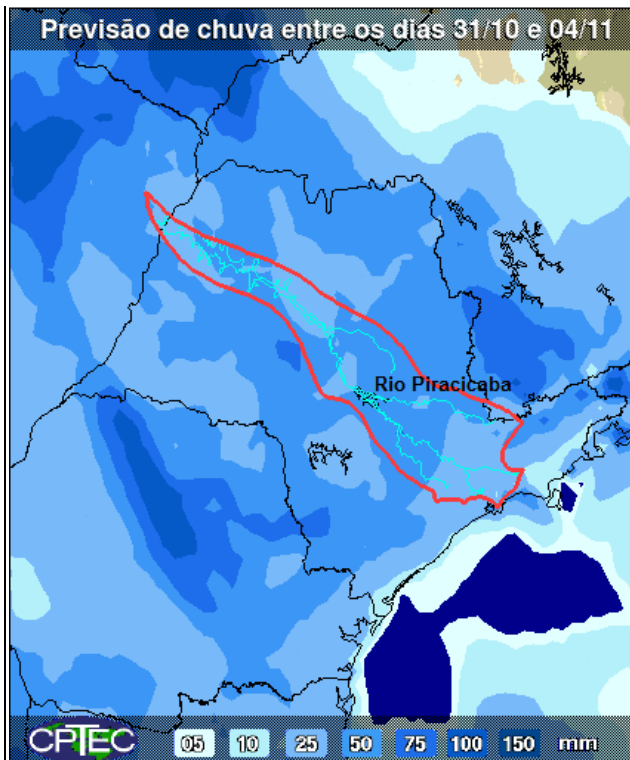 Previsão de chuva entre os dias 31/10 e 04/11
Rio Piracicaba
CPTEC 05 10 25 50 75 100 150 mm